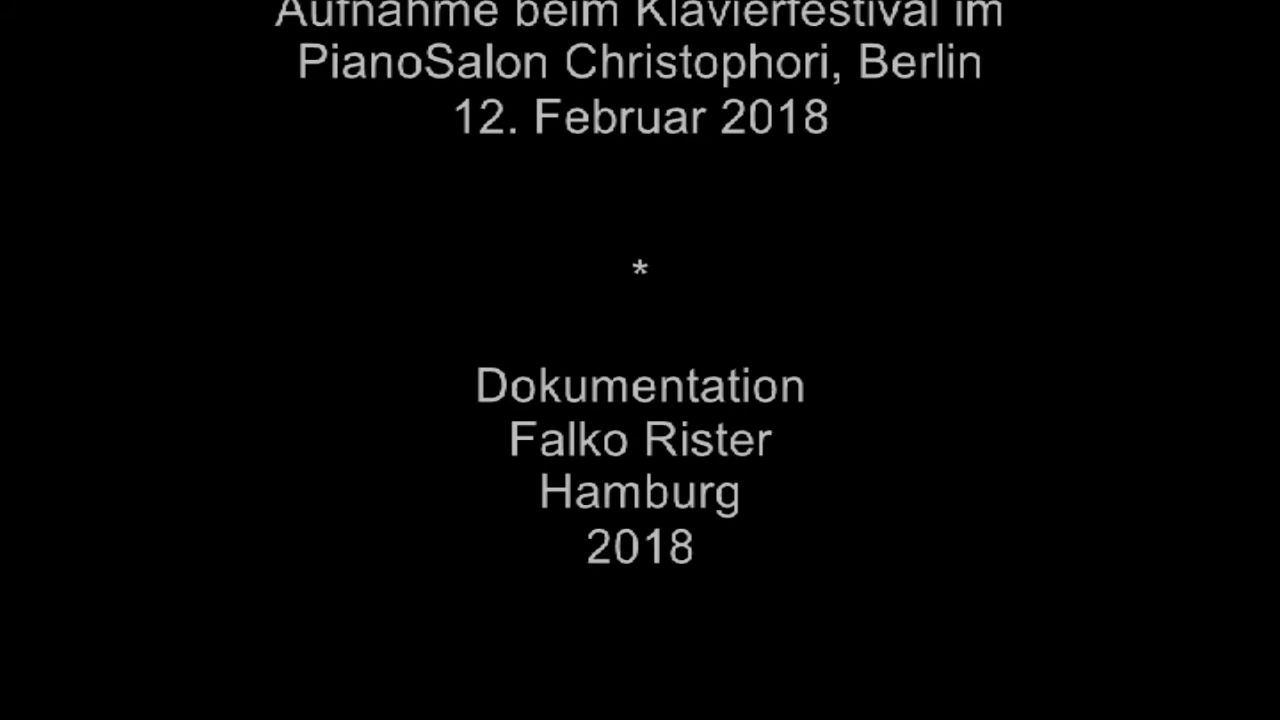 Aufnahme beim Klavierfestival im
PianoSalon Christophori, Berlin
12. Februar 2018
*
Dokumentation
Falko Rister
Hamburg
2018